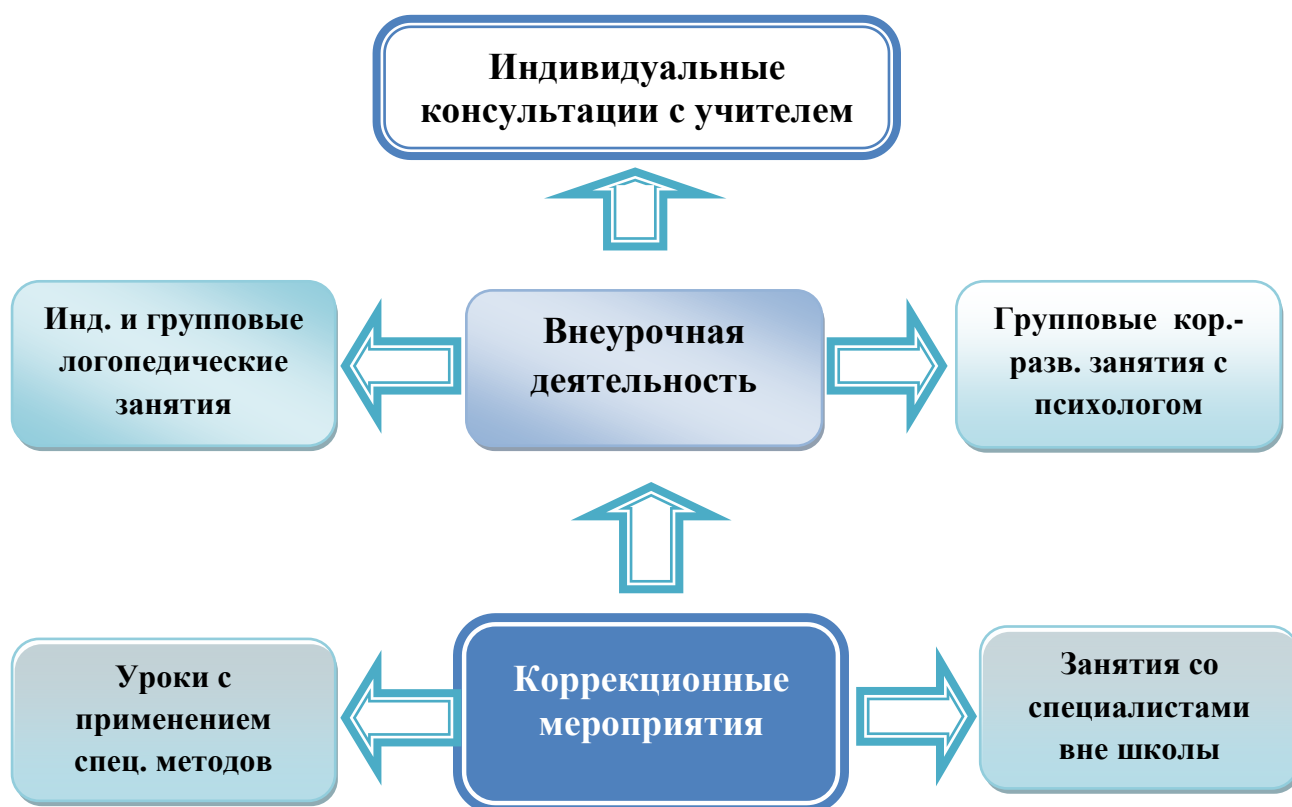 Индивидуальные
консультации с учителем
Инд. и групповые
логопедические
занятия
Внеурочная
деятельность
Групповые кор.-
разв. занятия с
психологом
Уроки с
применением
спец. методов
Коррекционные
мероприятия
Занятия со
специалистами
вне школы